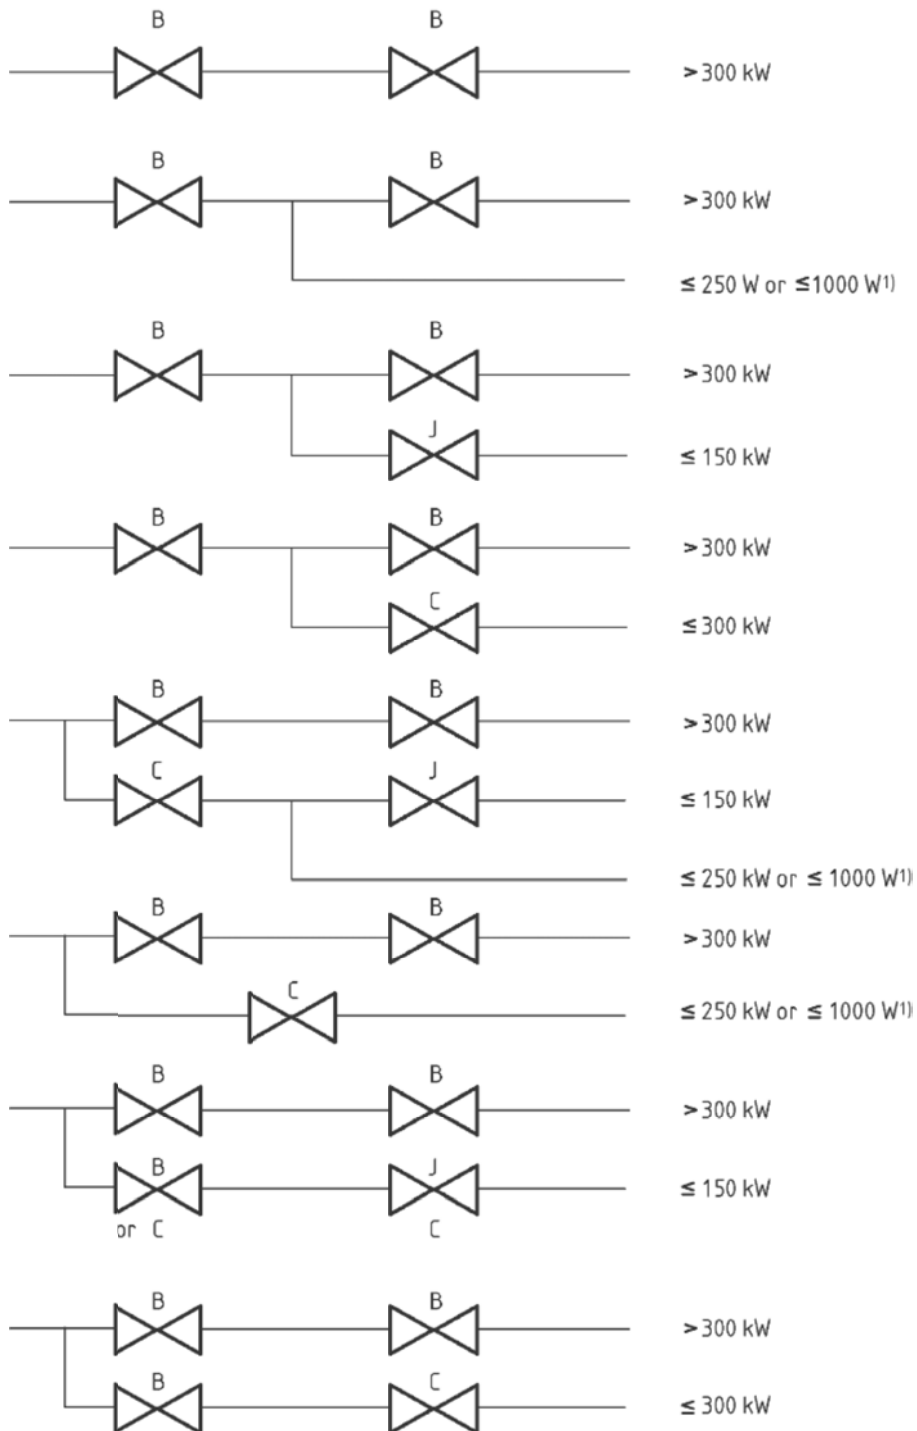 B B
> 300 kW
B B
> 300 kW
≤ 250 W or ≤1000 W1)
B B
> 300 kW
J
≤ 150 kW
B B
> 300 kW
C
≤ 300 kW
B B
> 300 kW
C J
≤ 150 kW
≤ 250 kW or ≤ 1000 W1)
B B
> 300 kW
C
≤ 250 kW or ≤ 1000 W1)
B B
> 300 kW
B J
≤ 150 kW
or C C
B B
> 300 kW
B C
≤ 300 kW